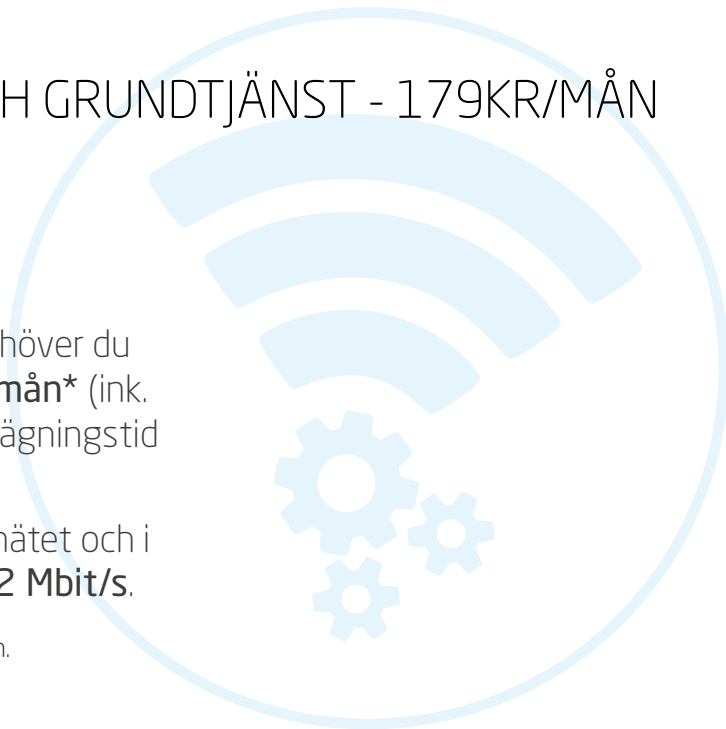 H GRUNDTJÄNST - 179KR/MÅN
höver du
mån* (ink.
ägningstid
nätet och i
2 Mbit/s.
n.